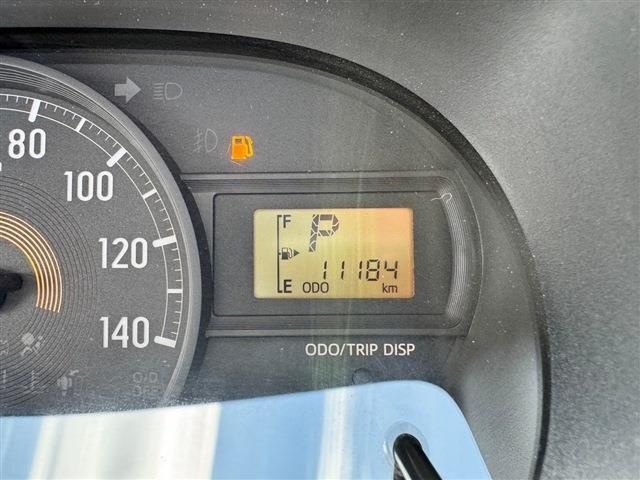 80
100
120
140
F
P
11184
E ODO km
ODO/TRIP DISP